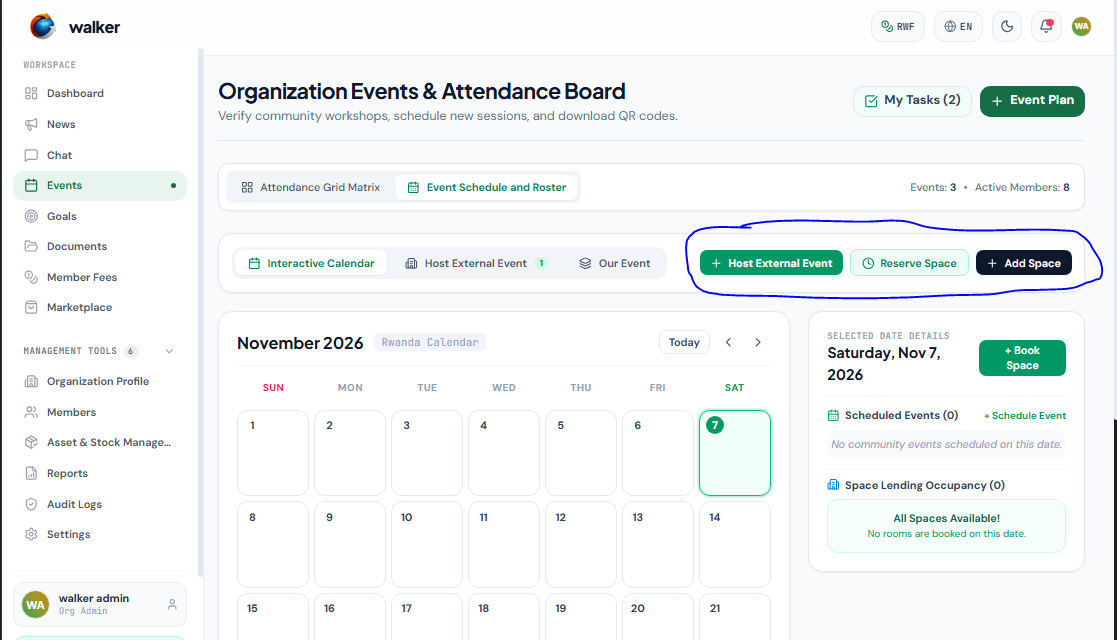 walker
RWF
EN
WA
WORKSPACE
Dashboard
News
Chat
Events
Goals
Documents
Member Fees
Marketplace
MANAGEMENT TOOLS 6
Organization Profile
Members
Asset & Stock Manage...
Reports
Audit Logs
Settings
WA
walker admin
Org Admin
Organization Events & Attendance Board
Verify community workshops, schedule new sessions, and download QR codes.
My Tasks (2)
+ Event Plan
Attendance Grid Matrix
Event Schedule and Roster
Events: 3 • Active Members: 8
Interactive Calendar
Host External Event 1
Our Event
+ Host External Event
Reserve Space
+ Add Space
November 2026
Rwanda Calendar
Today
SUN MON TUE WED THU FRI SAT
1 2 3 4 5 6 7
8 9 10 11 12 13 14
15 16 17 18 19 20 21
SELECTED DATE DETAILS
Saturday, Nov 7,
2026
+ Book
Space
Scheduled Events (0)
+ Schedule Event
No community events scheduled on this date.
Space Lending Occupancy (0)
All Spaces Available!
No rooms are booked on this date.